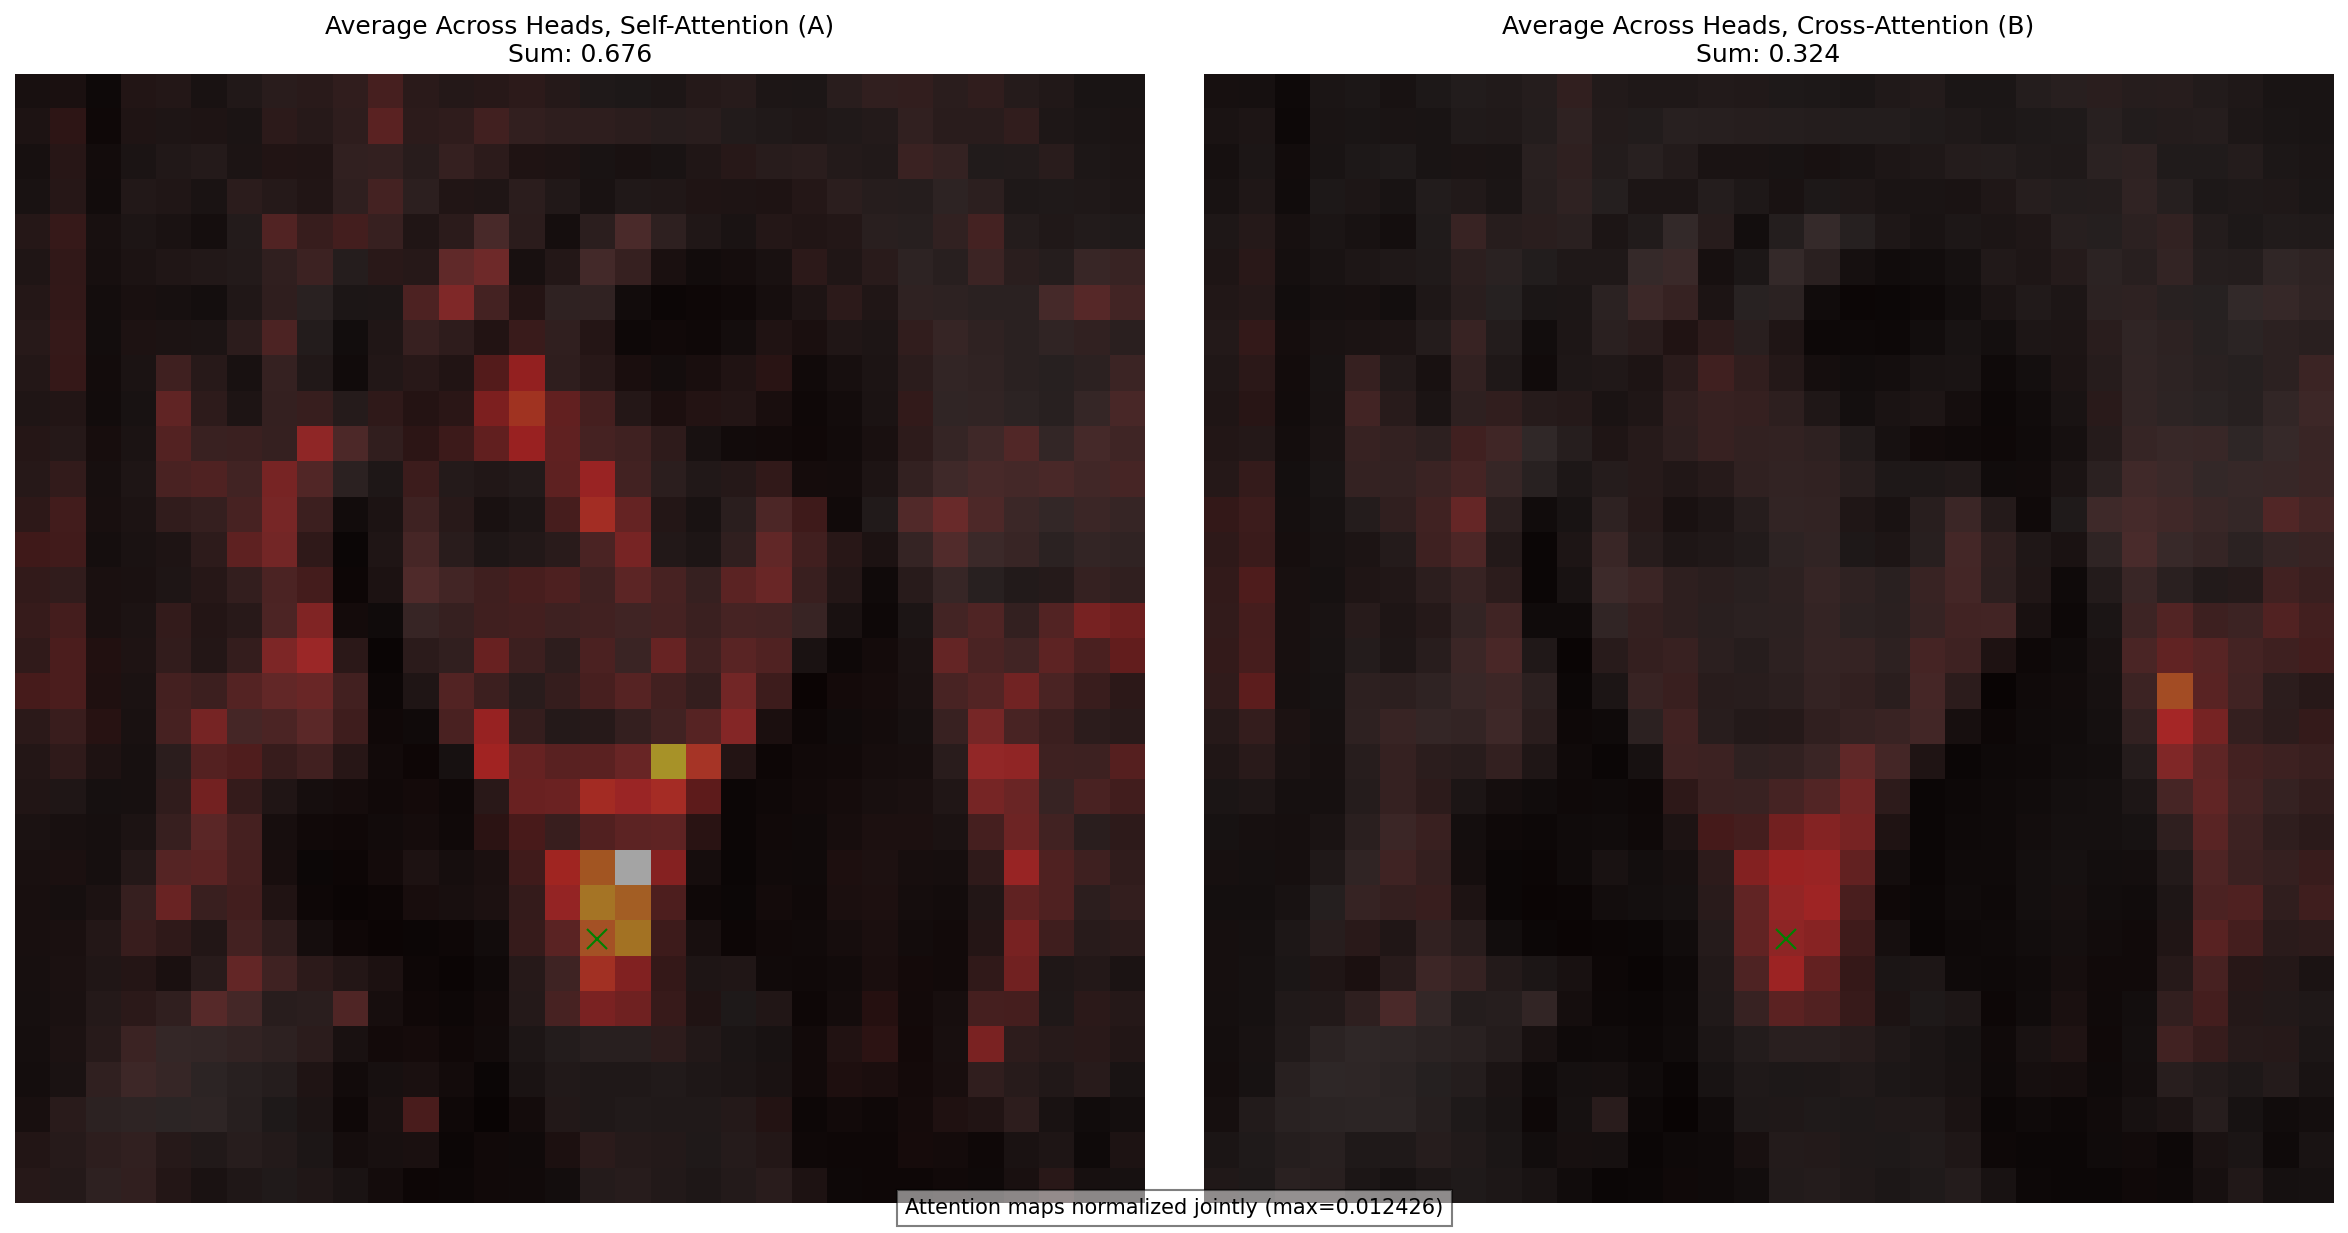 Average Across Heads, Self-Attention (A)
Sum: 0.676
Average Across Heads, Cross-Attention (B)
Sum: 0.324
Attention maps normalized jointly (max=0.012426)